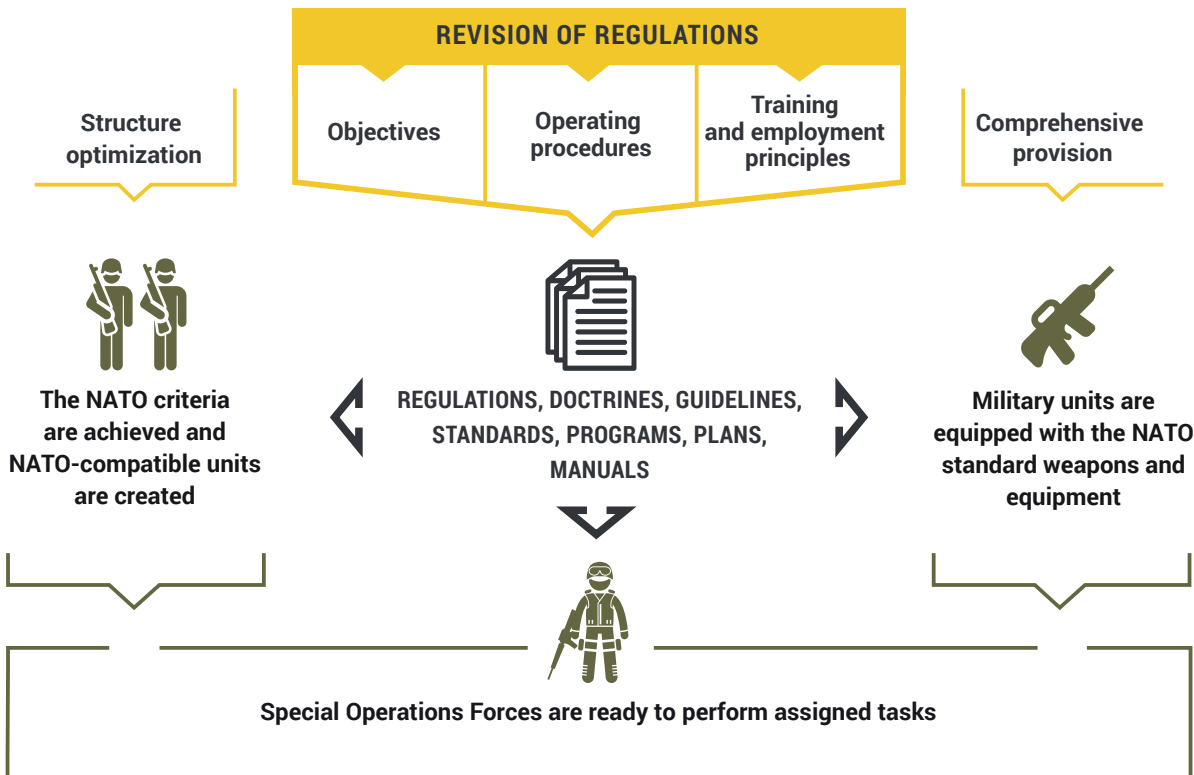 REVISION OF REGULATIONS
Structure
optimization
Objectives
Operating
procedures
Training
and employment
principles
Comprehensive
provision
The NATO criteria
are achieved and
NATO-compatible units
are created
REGULATIONS, DOCTRINES, GUIDELINES,
STANDARDS, PROGRAMS, PLANS,
MANUALS
Military units are
equipped with the NATO
standard weapons and
equipment
Special Operations Forces are ready to perform assigned tasks